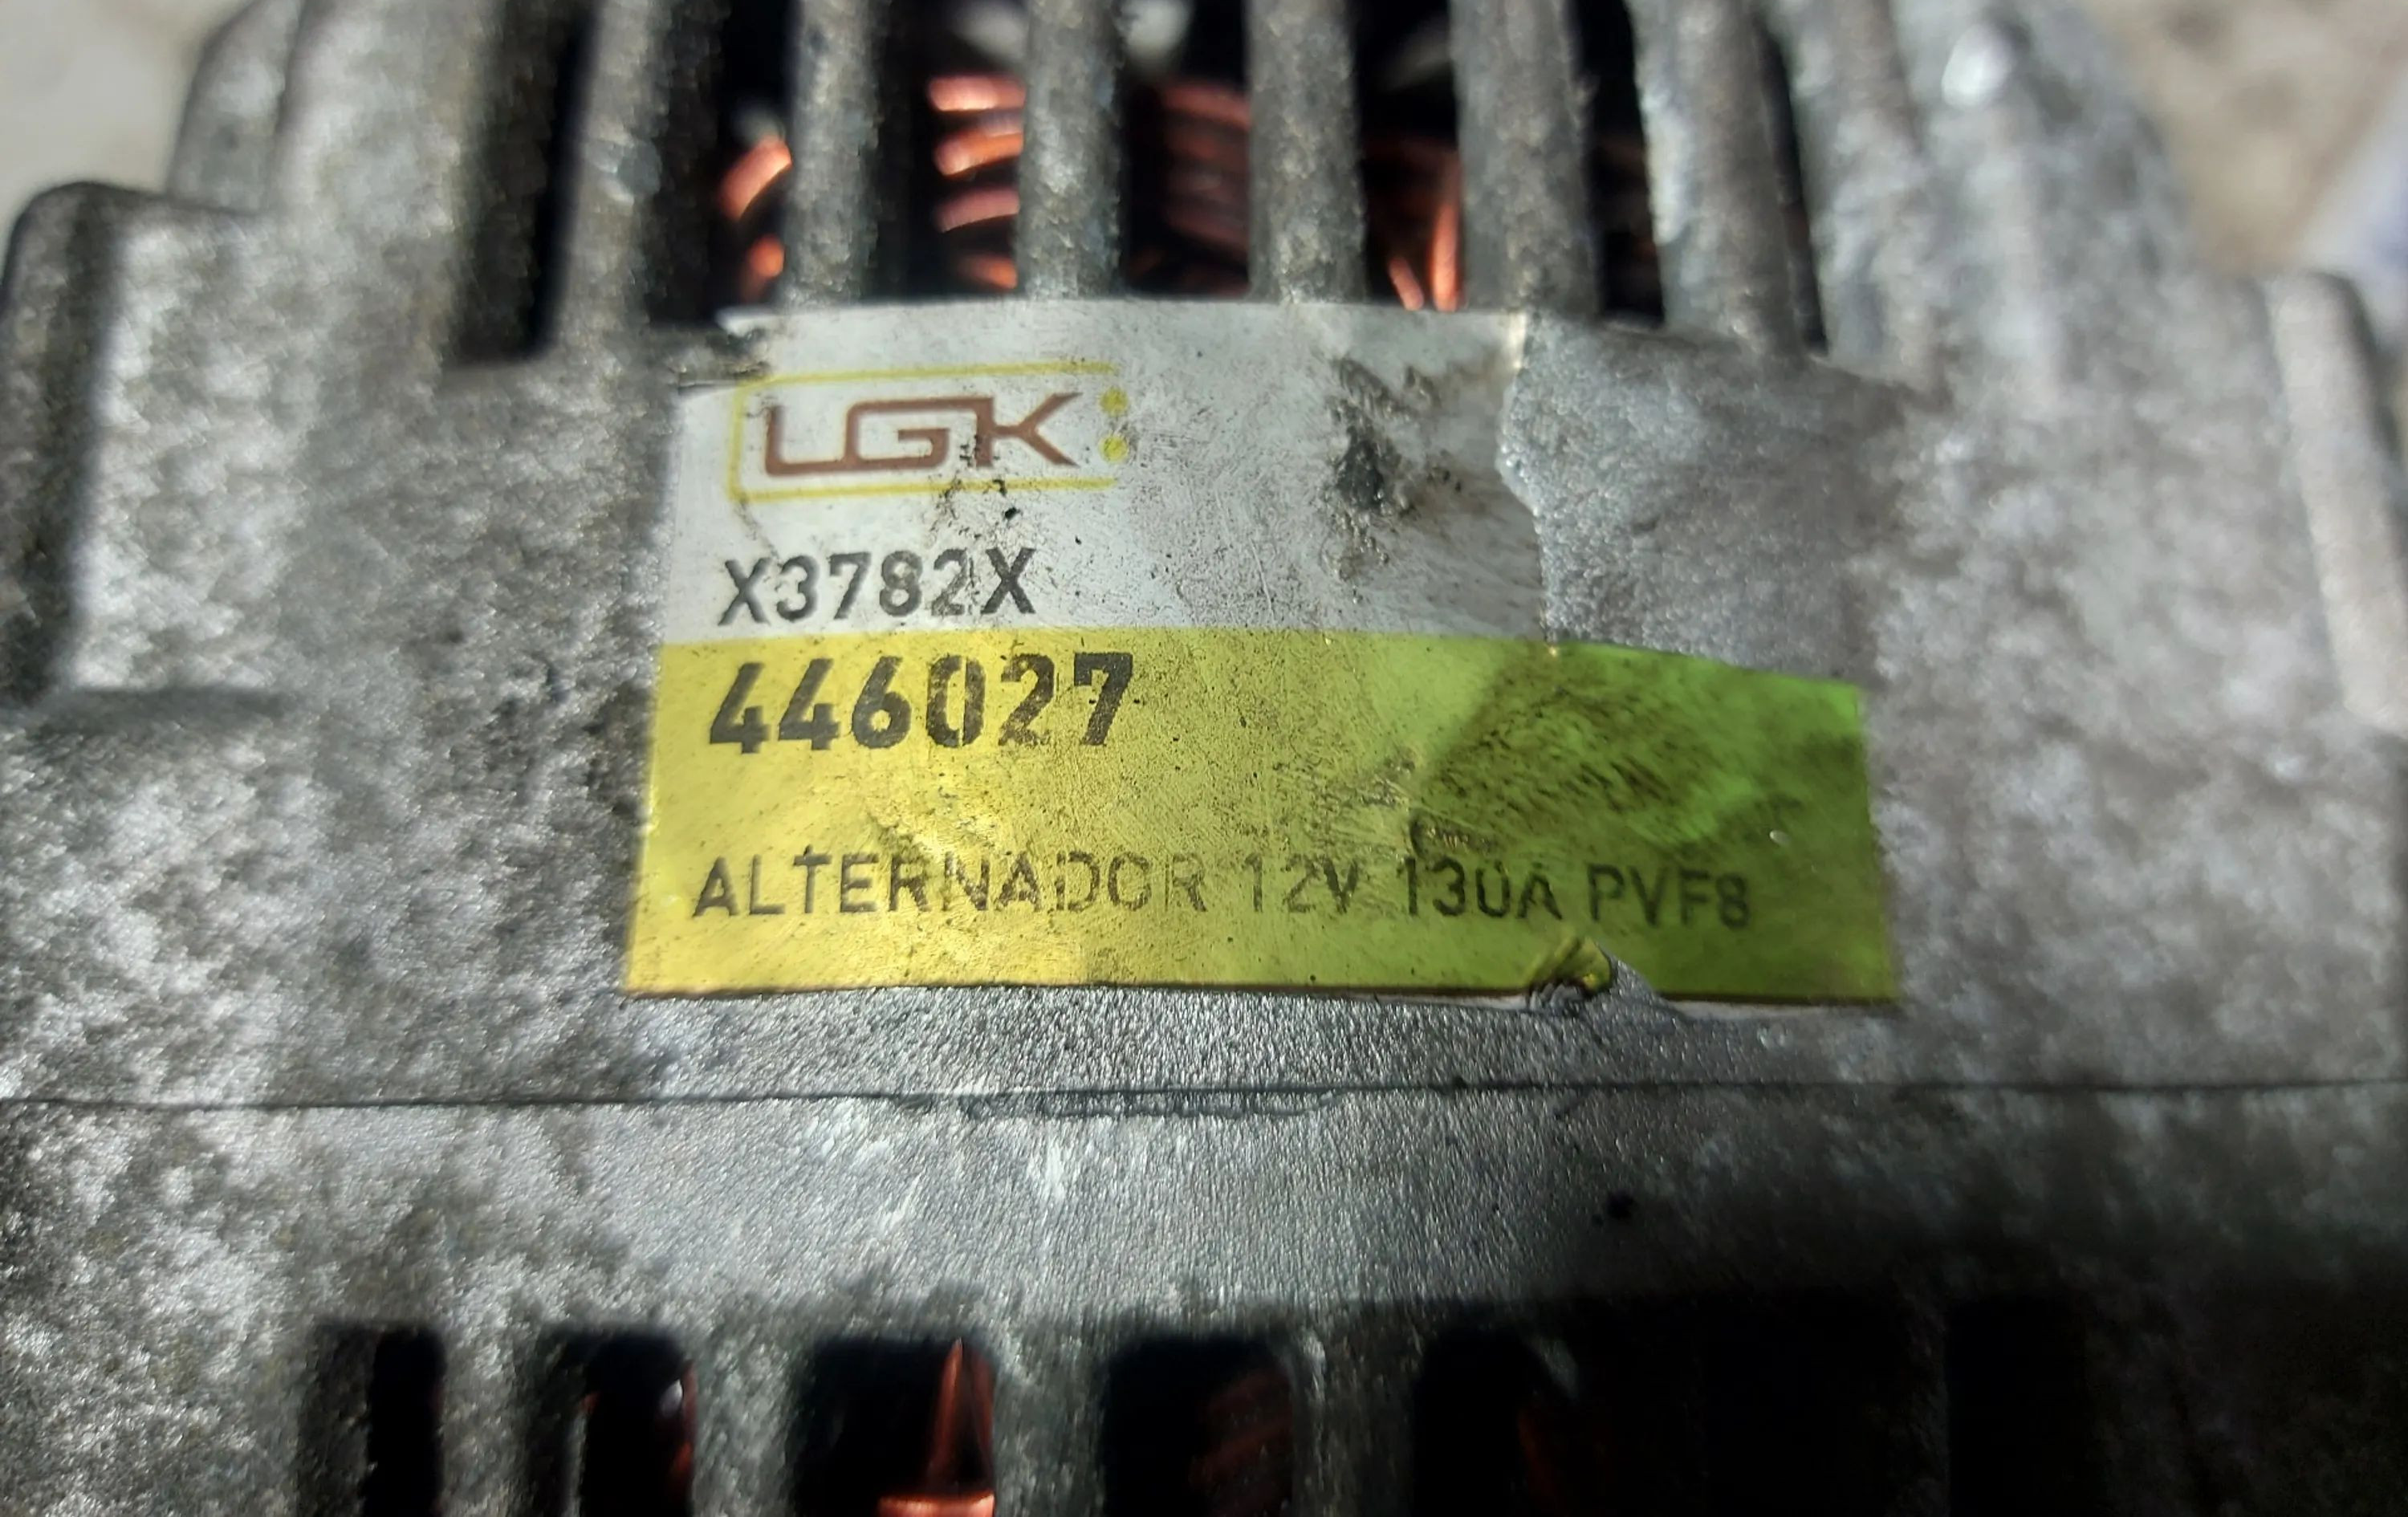 LGK
X3782X
446027
ALTERNADOR 12V 130A PVF8